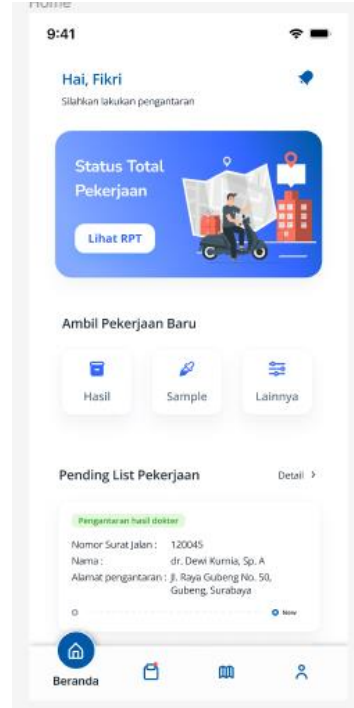 Home
9:41
Hai, Fikri
Silahkan lakukan pengantaran
Status Total
Pekerjaan
Lihat RPT
Ambil Pekerjaan Baru
Hasil Sample Lainnya
Pending List Pekerjaan Detail >
Pengantaran hasil dokter
Nomor Surat Jalan : 120045
Nama : dr. Dewi Kurnia, Sp. A
Alamat pengantaran : Jl. Raya Gubeng No. 50,
Gubeng, Surabaya
New
Beranda